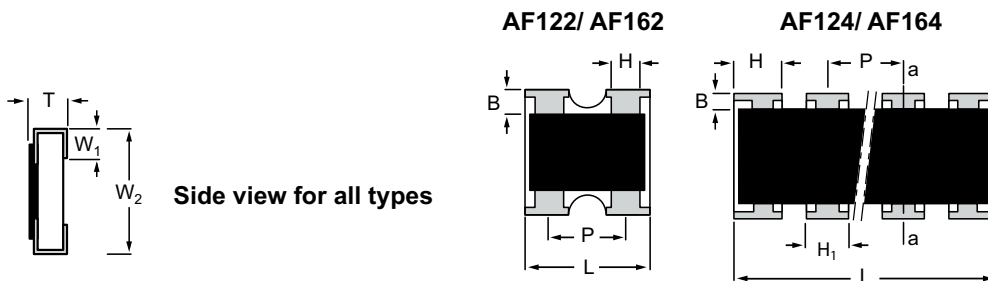 AF122/ AF162
AF124/ AF164
H
H
P
a
T
B
B
W1
W2
Side view for all types
P
a
H1
L
L